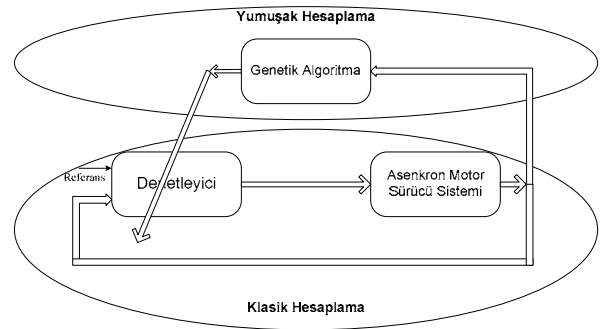 Yumuşak Hesaplama
Genetik Algoritma
Referans
Denetleyici
Asenkron Motor
Sürücü Sistemi
Klasik Hesaplama